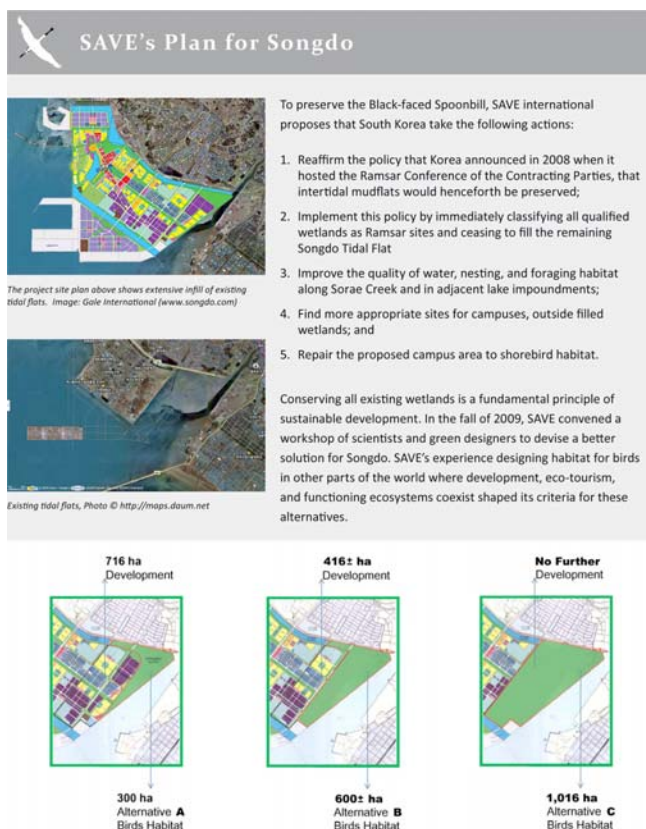 SAVE's Plan for Songdo
The project site plan above shows extensive infill of existing
tidal flats. Image: Gale International (www.songdo.com)
Existing tidal flats, Photo © http://maps.daum.net
To preserve the Black-faced Spoonbill, SAVE international
proposes that South Korea take the following actions:
1. Reaffirm the policy that Korea announced in 2008 when it
hosted the Ramsar Conference of the Contracting Parties, that
intertidal mudflats would henceforth be preserved;
2. Implement this policy by immediately classifying all qualified
wetlands as Ramsar sites and ceasing to fill the remaining
Songdo Tidal Flat
3. Improve the quality of water, nesting, and foraging habitat
along Sorae Creek and in adjacent lake impoundments;
4. Find more appropriate sites for campuses, outside filled
wetlands; and
5. Repair the proposed campus area to shorebird habitat.
Conserving all existing wetlands is a fundamental principle of
sustainable development. In the fall of 2009, SAVE convened a
workshop of scientists and green designers to devise a better
solution for Songdo. SAVE's experience designing habitat for birds
in other parts of the world where development, eco-tourism,
and functioning ecosystems coexist shaped its criteria for these
alternatives.
716 ha
Development
300 ha
Alternative A
Birds Habitat
416± ha
Development
600± ha
Alternative B
Birds Habitat
No Further
Development
1,016 ha
Alternative C
Birds Habitat